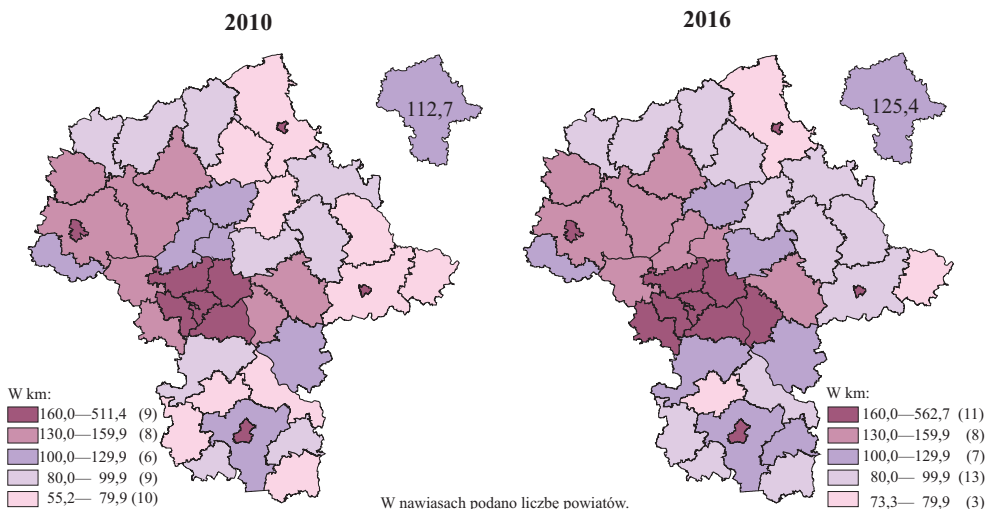 2010
2016
112,7
125,4
W km:
160,0—511,4 (9)
130,0—159,9 (8)
100,0—129,9 (6)
80,0— 99,9 (9)
55,2— 79,9 (10)
W km:
160,0—562,7 (11)
130,0—159,9 (8)
100,0—129,9 (7)
80,0— 99,9 (13)
73,3— 79,9 (3)
W nawiasach podano liczbę powiatów.